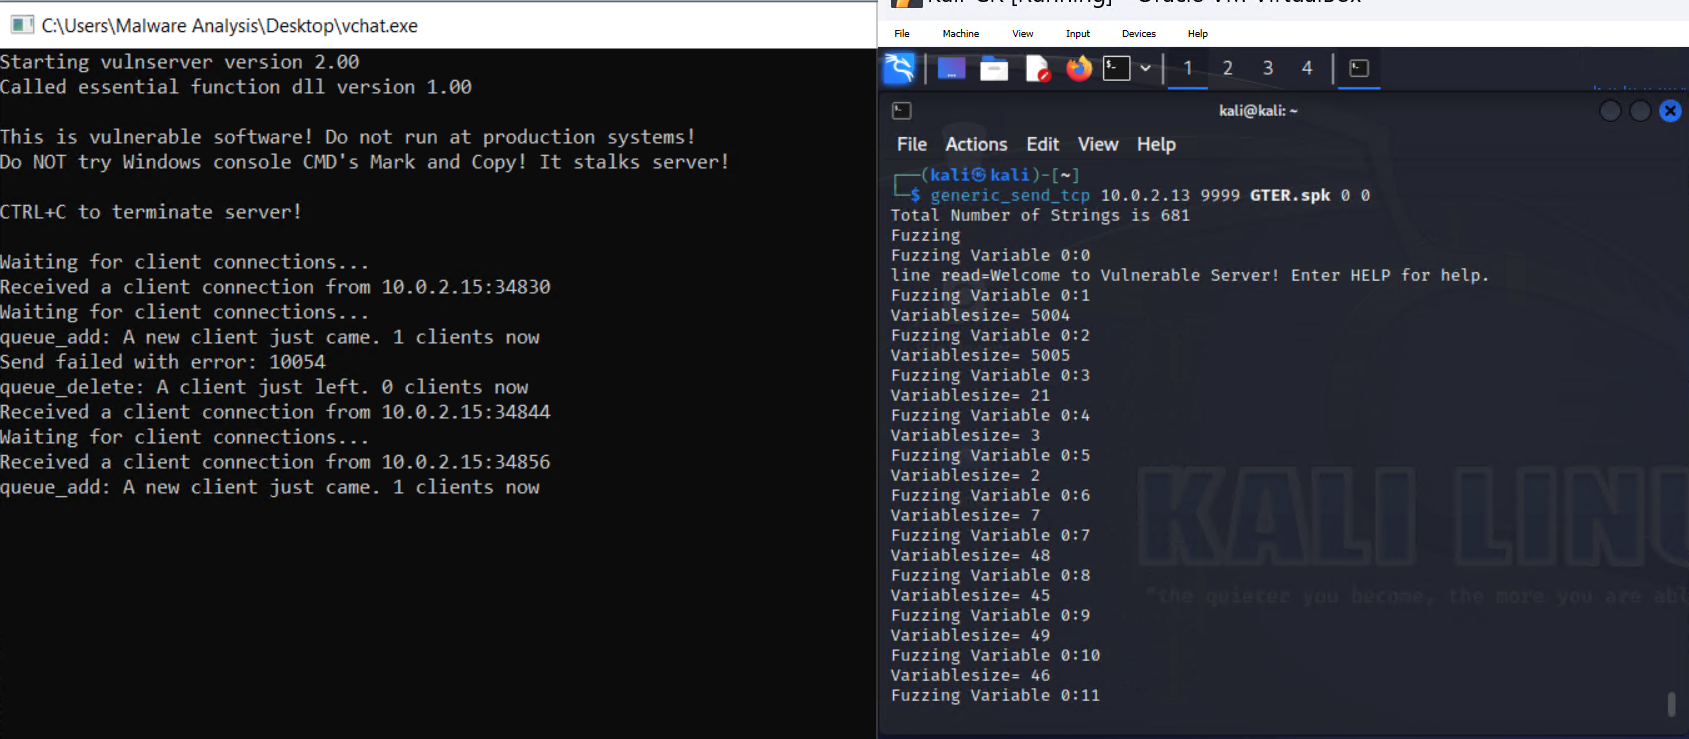 C:\Users\Malware Analysis\Desktop\vchat.exe
Starting vulnserver version 2.00
Called essential function dll version 1.00
This is vulnerable software! Do not run at production systems!
Do NOT try Windows console CMD's Mark and Copy! It stalks server!
CTRL+C to terminate server!
Waiting for client connections...
Received a client connection from 10.0.2.15:34830
Waiting for client connections...
queue_add: A new client just came. 1 clients now
Send failed with error: 10054
queue_delete: A client just left. 0 clients now
Received a client connection from 10.0.2.15:34844
Waiting for client connections...
Received a client connection from 10.0.2.15:34856
queue_add: A new client just came. 1 clients now
File Machine View Input Devices Help
1 2 3 4
kali@kali: ~
File Actions Edit View Help
┌──(kali㉿kali)-[~]
└─$ generic_send_tcp 10.0.2.13 9999 GTER.spk 0 0
Total Number of Strings is 681
Fuzzing
Fuzzing Variable 0:0
line read=Welcome to Vulnerable Server! Enter HELP for help.
Fuzzing Variable 0:1
Variablesize= 5004
Fuzzing Variable 0:2
Variablesize= 5005
Fuzzing Variable 0:3
Variablesize= 21
Fuzzing Variable 0:4
Variablesize= 3
Fuzzing Variable 0:5
Variablesize= 2
Fuzzing Variable 0:6
Variablesize= 7
Fuzzing Variable 0:7
Variablesize= 48
Fuzzing Variable 0:8
Variablesize= 45
Fuzzing Variable 0:9
Variablesize= 49
Fuzzing Variable 0:10
Variablesize= 46
Fuzzing Variable 0:11
KALI
"the quieter you become, the more you are